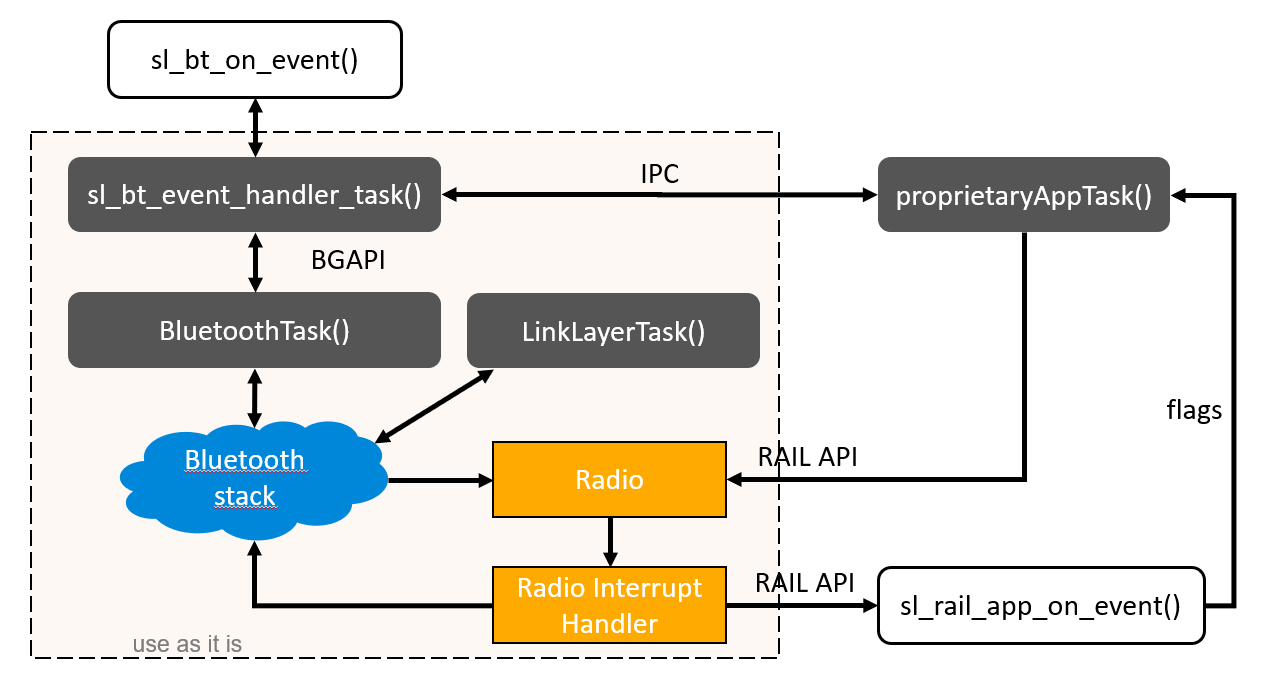 sl_bt_on_event()
IPC
sl_bt_event_handler_task()
proprietaryAppTask()
BGAPI
BluetoothTask()
LinkLayerTask()
flags
Bluetooth
stack
RAIL API
Radio
RAIL API
Radio Interrupt
Handler
sl_rail_app_on_event()
use as it is